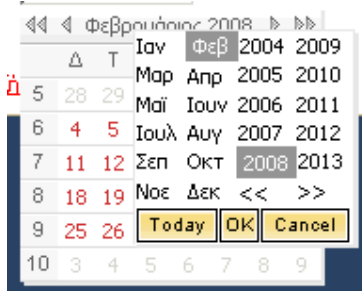 Φεβρουάριος 2008
Δ Τ
Ιαν Φεβ 2004 2009
Μαρ Απρ 2005 2010
5 28 29
Μαϊ Ιουν 2006 2011
6 4 5
Ιουλ Αυγ 2007 2012
7 11 12
Σεπ Οκτ 2008 2013
8 18 19
Νοε Δεκ << >>
9 25 26
Today OK Cancel
10 3 4 5 6 7 8 9